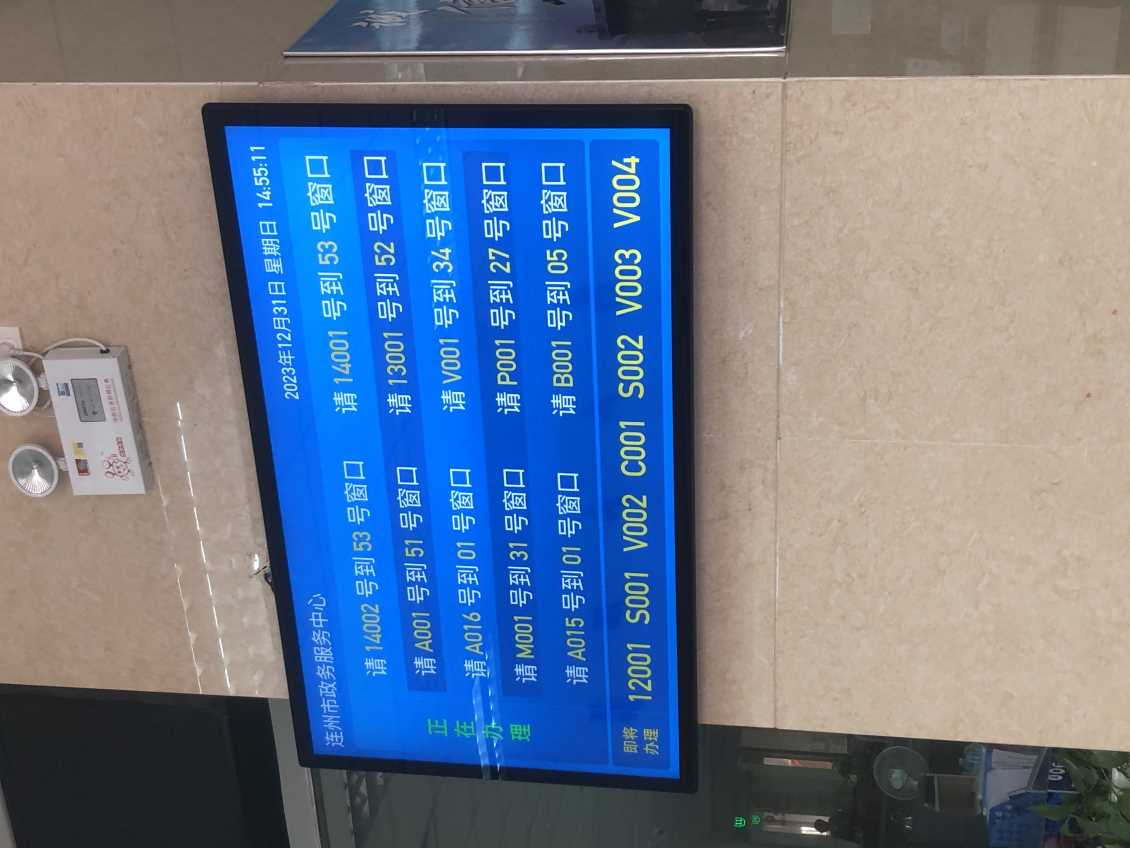 连州市政务服务中心
2023年12月31日 星期日 14:55:11
正在办理
请 14002 号到 53 号窗口
请 14001 号到 53 号窗口
请 A001 号到 51 号窗口
请 13001 号到 52 号窗口
请 A016 号到 01 号窗口
请 V001 号到 34 号窗口
请 M001 号到 31 号窗口
请 P001 号到 27 号窗口
请 A015 号到 01 号窗口
请 B001 号到 05 号窗口
即将
办理
12001 S001 V002 C001 S002 V003 V004